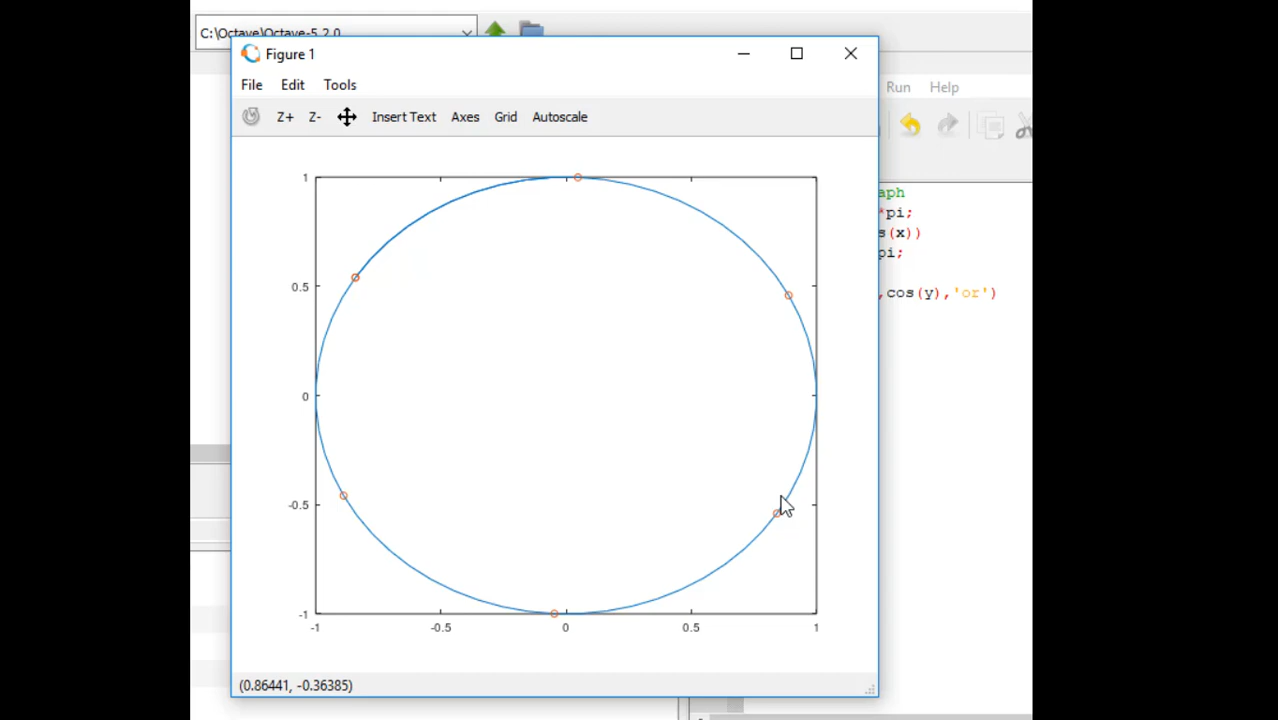 C:\Octave\Octave-5.2.0
Figure 1
File Edit Tools
Run Help
Z+ Z- Insert Text Axes Grid Autoscale
aph
*pi;
s(x))
pi;
,cos(y),'or')
1
0.5
0
-0.5
-1
-1 -0.5 0 0.5 1
(0.86441, -0.36385)